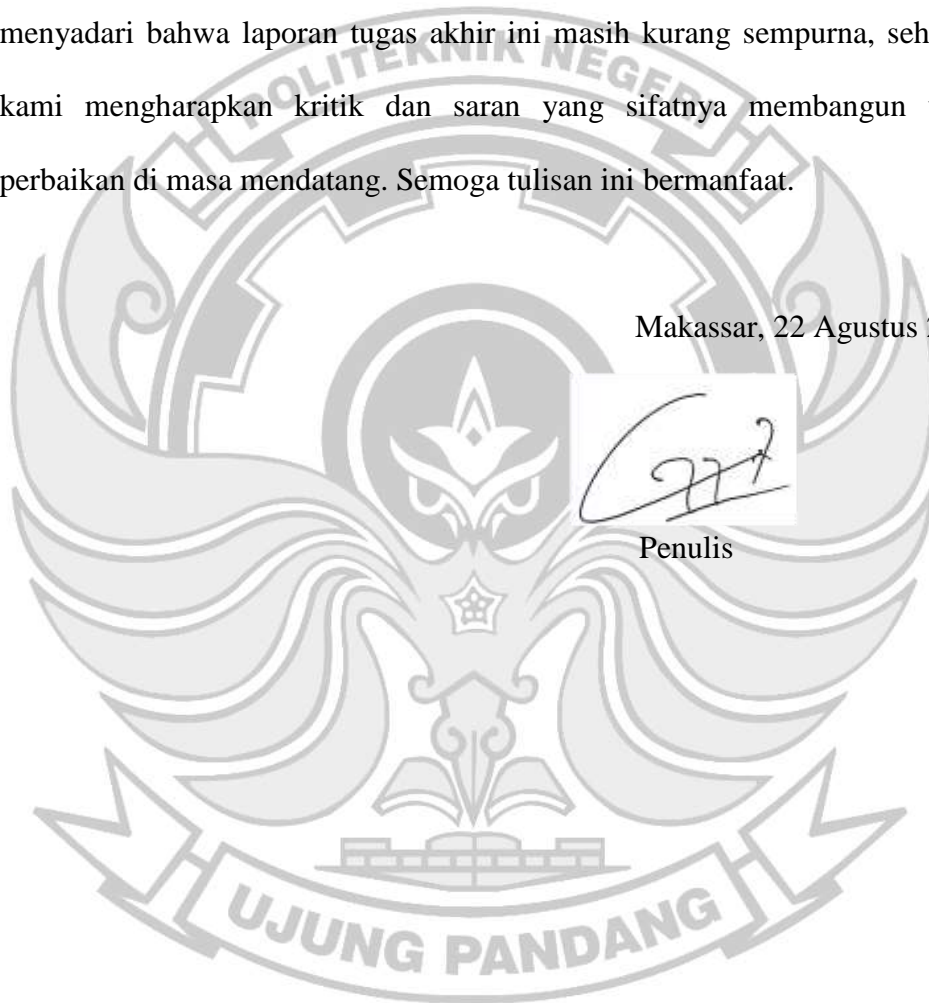 menyadari bahwa laporan tugas akhir ini masih kurang sempurna, seh
kami mengharapkan kritik dan saran yang sifatnya membangun
perbaikan di masa mendatang. Semoga tulisan ini bermanfaat.
POLITEKNIK NEGERI
Makassar, 22 Agustus
Penulis
UJUNG PANDANG